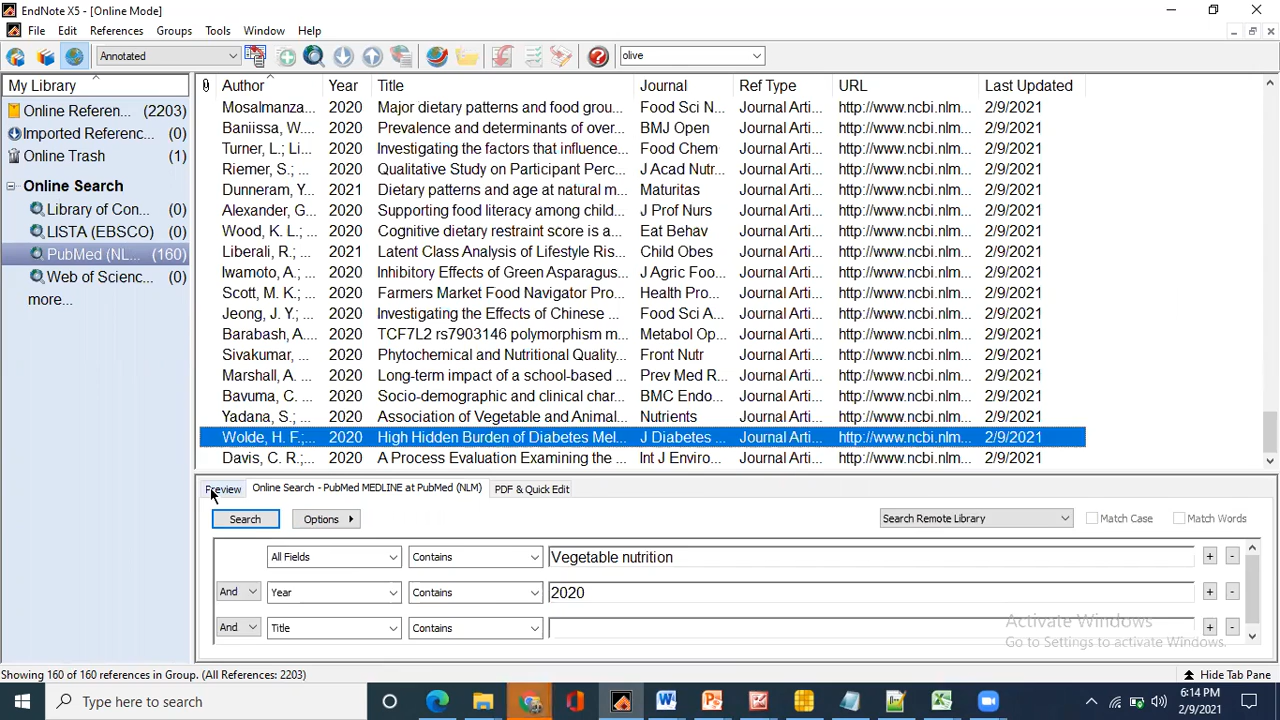 EndNote X5 - [Online Mode]
File Edit References Groups Tools Window Help
Annotated olive
My Library Author Year Title Journal Ref Type URL Last Updated
Online Referen... (2203)
Imported Referenc... (0)
Online Trash (1)
Online Search
Library of Con... (0)
LISTA (EBSCO) (0)
PubMed (NL... (160)
Web of Scienc... (0)
more...
Mosalmanza... 2020 Major dietary patterns and food grou... Food Sci N... Journal Arti... http://www.ncbi.nlm... 2/9/2021
Baniissa, W.... 2020 Prevalence and determinants of over... BMJ Open Journal Arti... http://www.ncbi.nlm... 2/9/2021
Turner, L.; Li... 2020 Investigating the factors that influence... Food Chem Journal Arti... http://www.ncbi.nlm... 2/9/2021
Riemer, S.; ... 2020 Qualitative Study on Participant Perc... J Acad Nutr... Journal Arti... http://www.ncbi.nlm... 2/9/2021
Dunneram, Y... 2021 Dietary patterns and age at natural m... Maturitas Journal Arti... http://www.ncbi.nlm... 2/9/2021
Alexander, G... 2020 Supporting food literacy among child... J Prof Nurs Journal Arti... http://www.ncbi.nlm... 2/9/2021
Wood, K. L.; ... 2020 Cognitive dietary restraint score is a... Eat Behav Journal Arti... http://www.ncbi.nlm... 2/9/2021
Liberali, R.; ... 2021 Latent Class Analysis of Lifestyle Ris... Child Obes Journal Arti... http://www.ncbi.nlm... 2/9/2021
Iwamoto, A.; ... 2020 Inhibitory Effects of Green Asparagus... J Agric Foo... Journal Arti... http://www.ncbi.nlm... 2/9/2021
Scott, M. K.; ... 2020 Farmers Market Food Navigator Pro... Health Pro... Journal Arti... http://www.ncbi.nlm... 2/9/2021
Jeong, J. Y.;... 2020 Investigating the Effects of Chinese ... Food Sci A... Journal Arti... http://www.ncbi.nlm... 2/9/2021
Barabash, A.... 2020 TCF7L2 rs7903146 polymorphism m... Metabol Op... Journal Arti... http://www.ncbi.nlm... 2/9/2021
Sivakumar, ... 2020 Phytochemical and Nutritional Quality... Front Nutr Journal Arti... http://www.ncbi.nlm... 2/9/2021
Marshall, A. ... 2020 Long-term impact of a school-based ... Prev Med R... Journal Arti... http://www.ncbi.nlm... 2/9/2021
Bavuma, C. ... 2020 Socio-demographic and clinical char... BMC Endo... Journal Arti... http://www.ncbi.nlm... 2/9/2021
Yadana, S.; ... 2020 Association of Vegetable and Animal... Nutrients Journal Arti... http://www.ncbi.nlm... 2/9/2021
Wolde, H. F.;... 2020 High Hidden Burden of Diabetes Mel... J Diabetes ... Journal Arti... http://www.ncbi.nlm... 2/9/2021
Davis, C. R.;... 2020 A Process Evaluation Examining the ... Int J Enviro... Journal Arti... http://www.ncbi.nlm... 2/9/2021
Preview Online Search - PubMed MEDLINE at PubMed (NLM) PDF & Quick Edit
Search Options Search Remote Library Match Case Match Words
All Fields Contains Vegetable nutrition + -
And Year Contains 2020 + -
And Title Contains + -
Activate Windows
Go to Settings to activate Windows.
Showing 160 of 160 references in Group. (All References: 2203) Hide Tab Pane
Type here to search 6:14 PM
2/9/2021